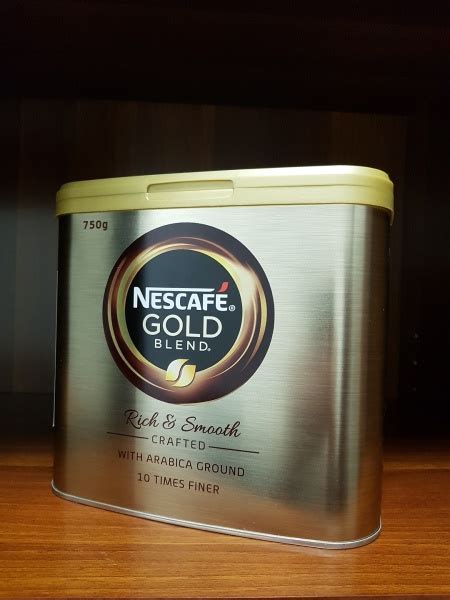 750g
NESCAFÉ®
GOLD
BLEND®
Rich & Smooth
CRAFTED
WITH ARABICA GROUND
10 TIMES FINER